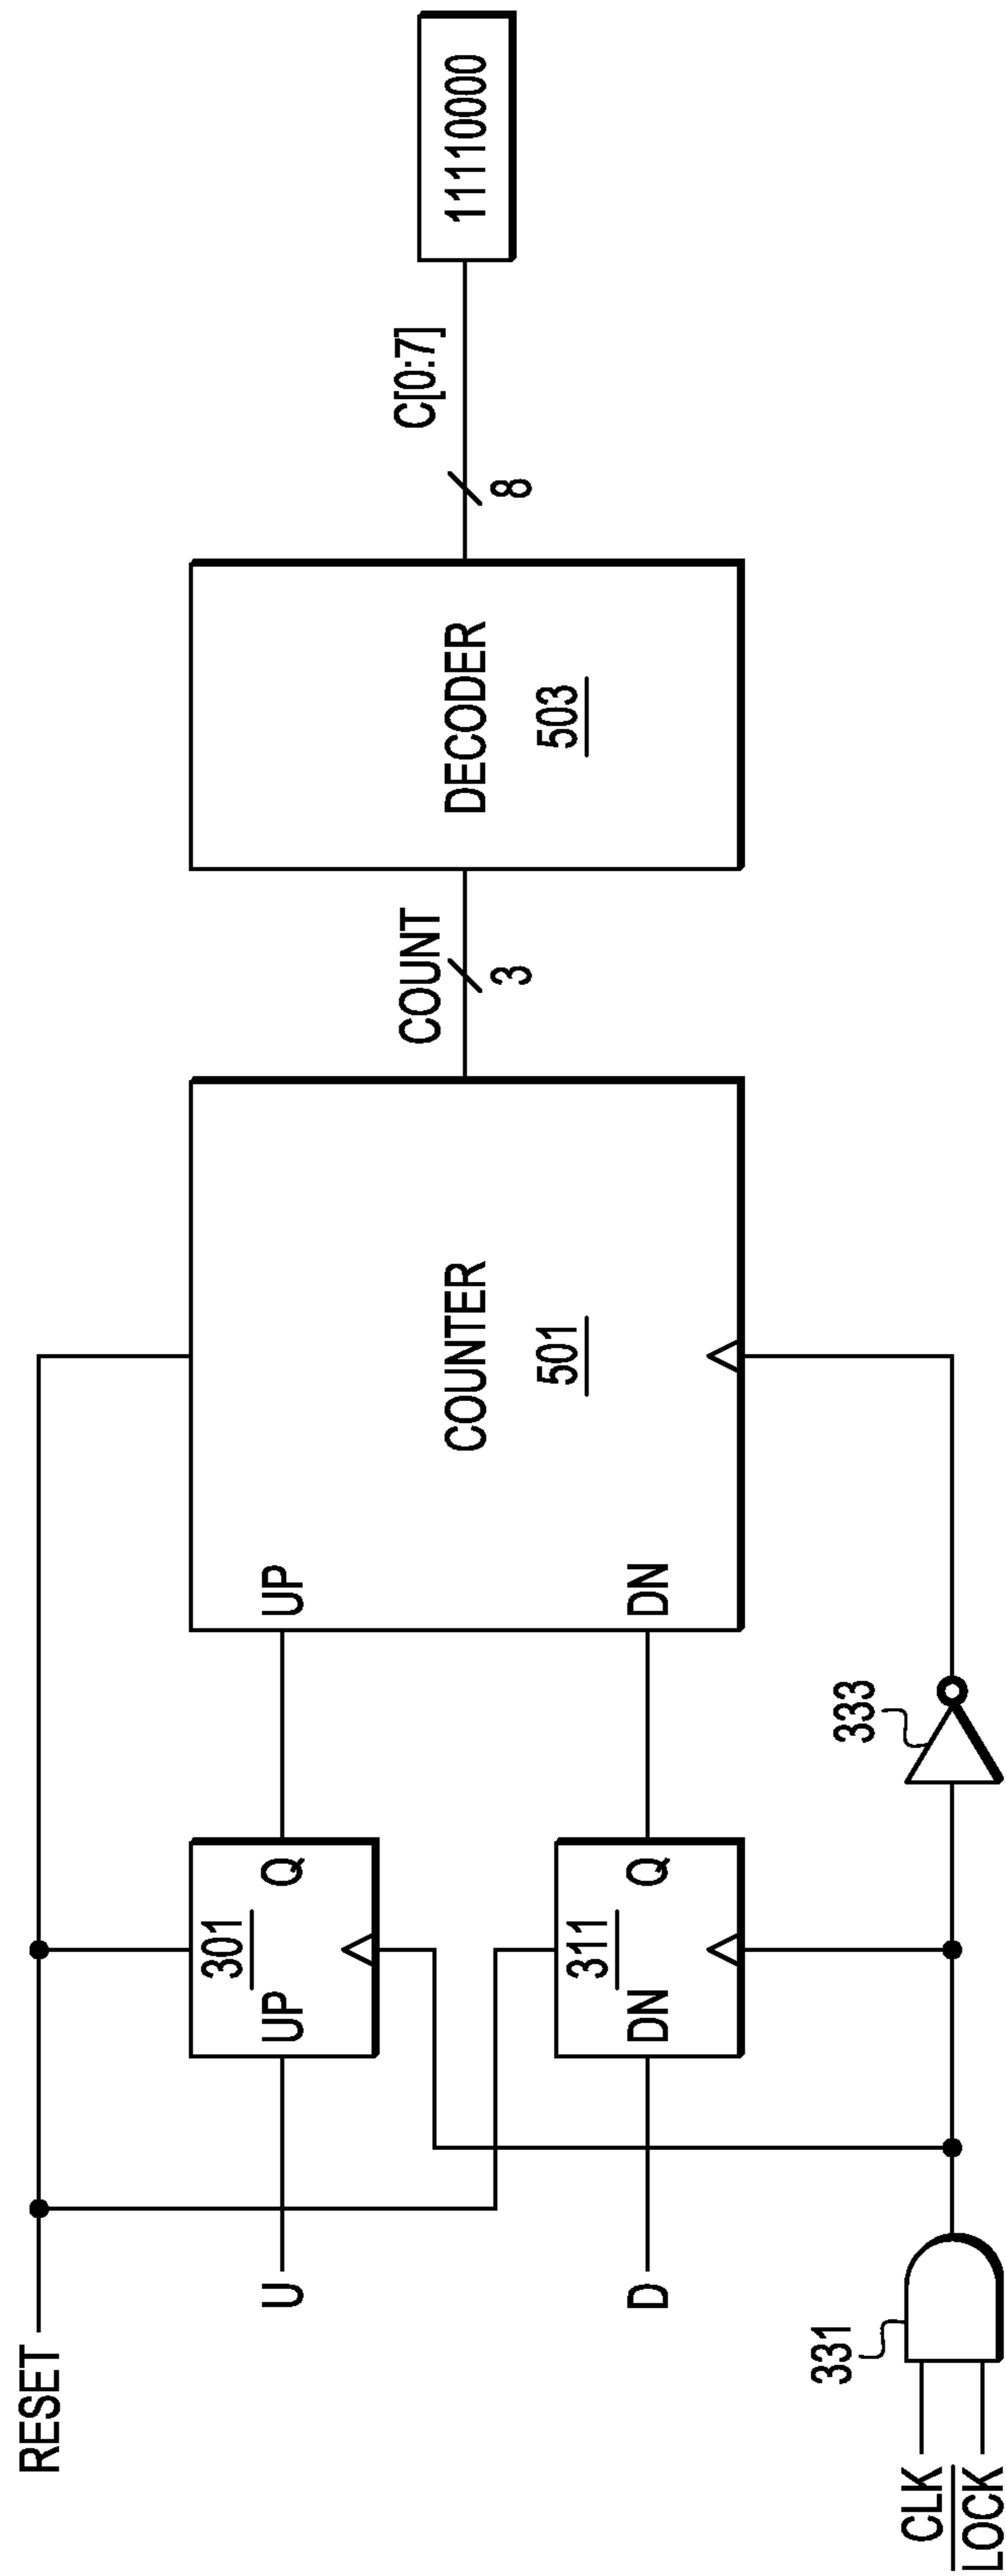 RESET
U
D
CLK
L̅O̅C̅K̅
331
UP
301
Q
DN
311
Q
333
UP
DN
COUNTER
501
COUNT
3
DECODER
503
C[0:7]
8
11110000